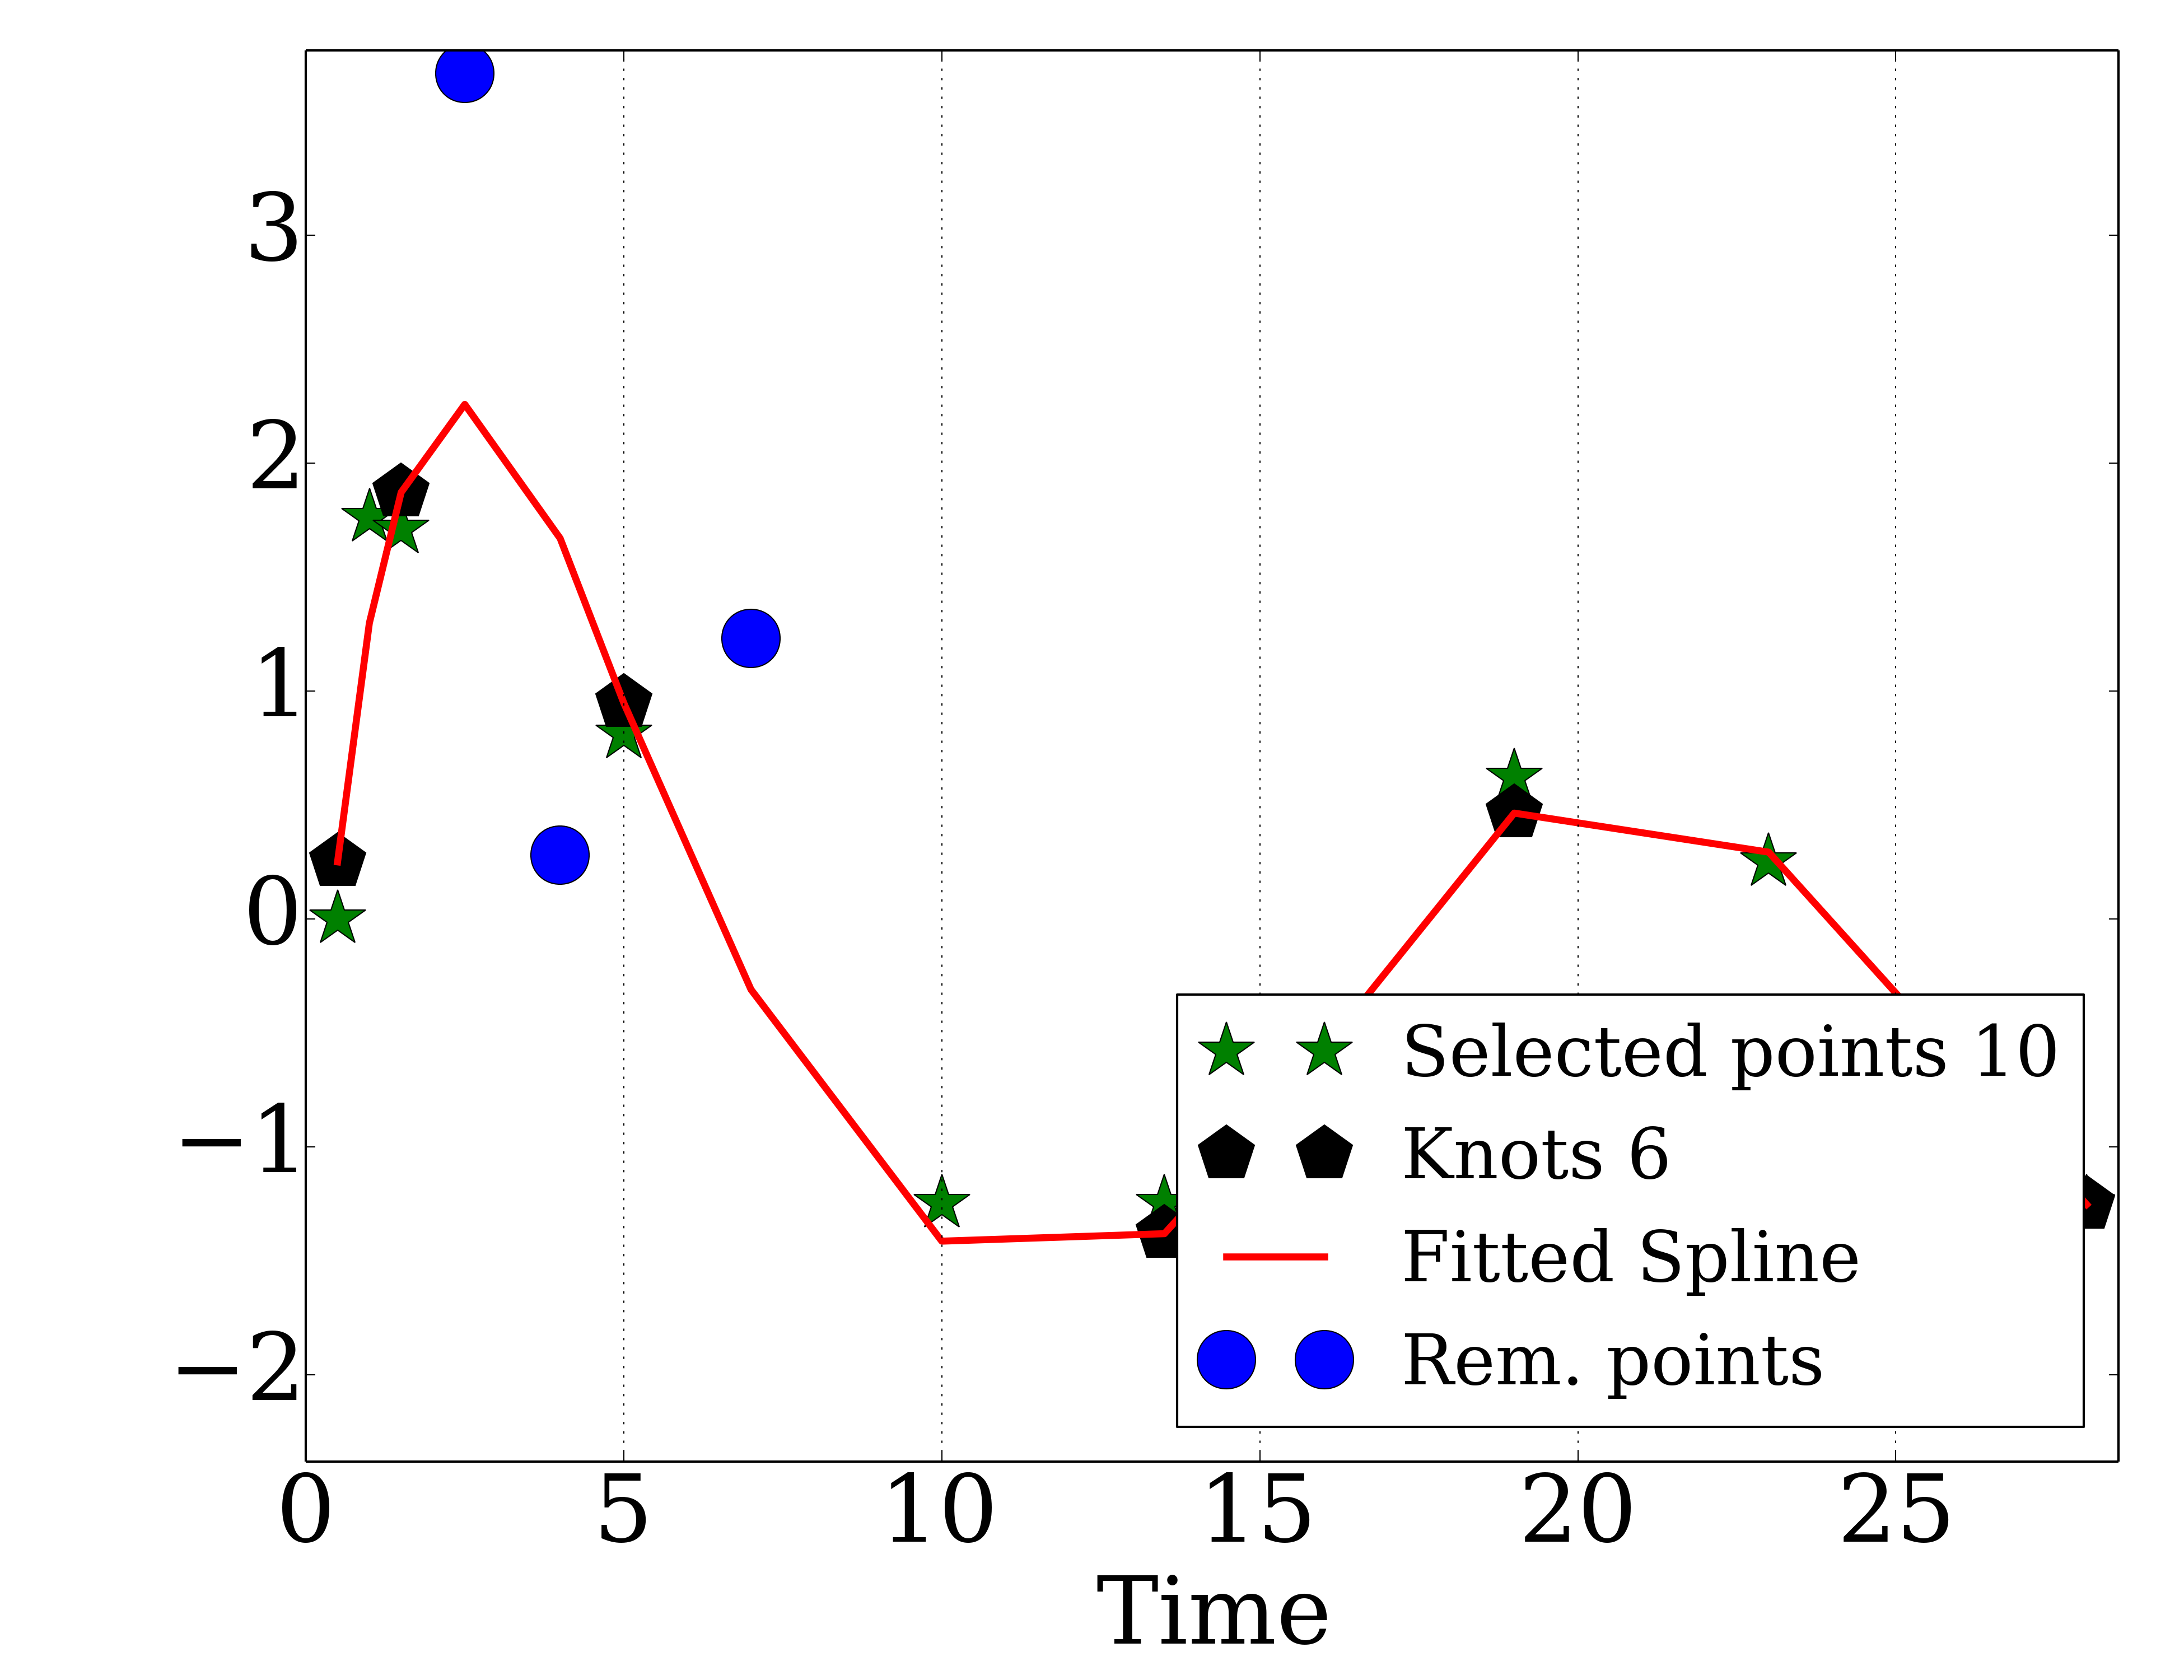 3
2
1
0
−1
−2
Selected points 10
Knots 6
Fitted Spline
Rem. points
0 5 10 15 20 25
Time